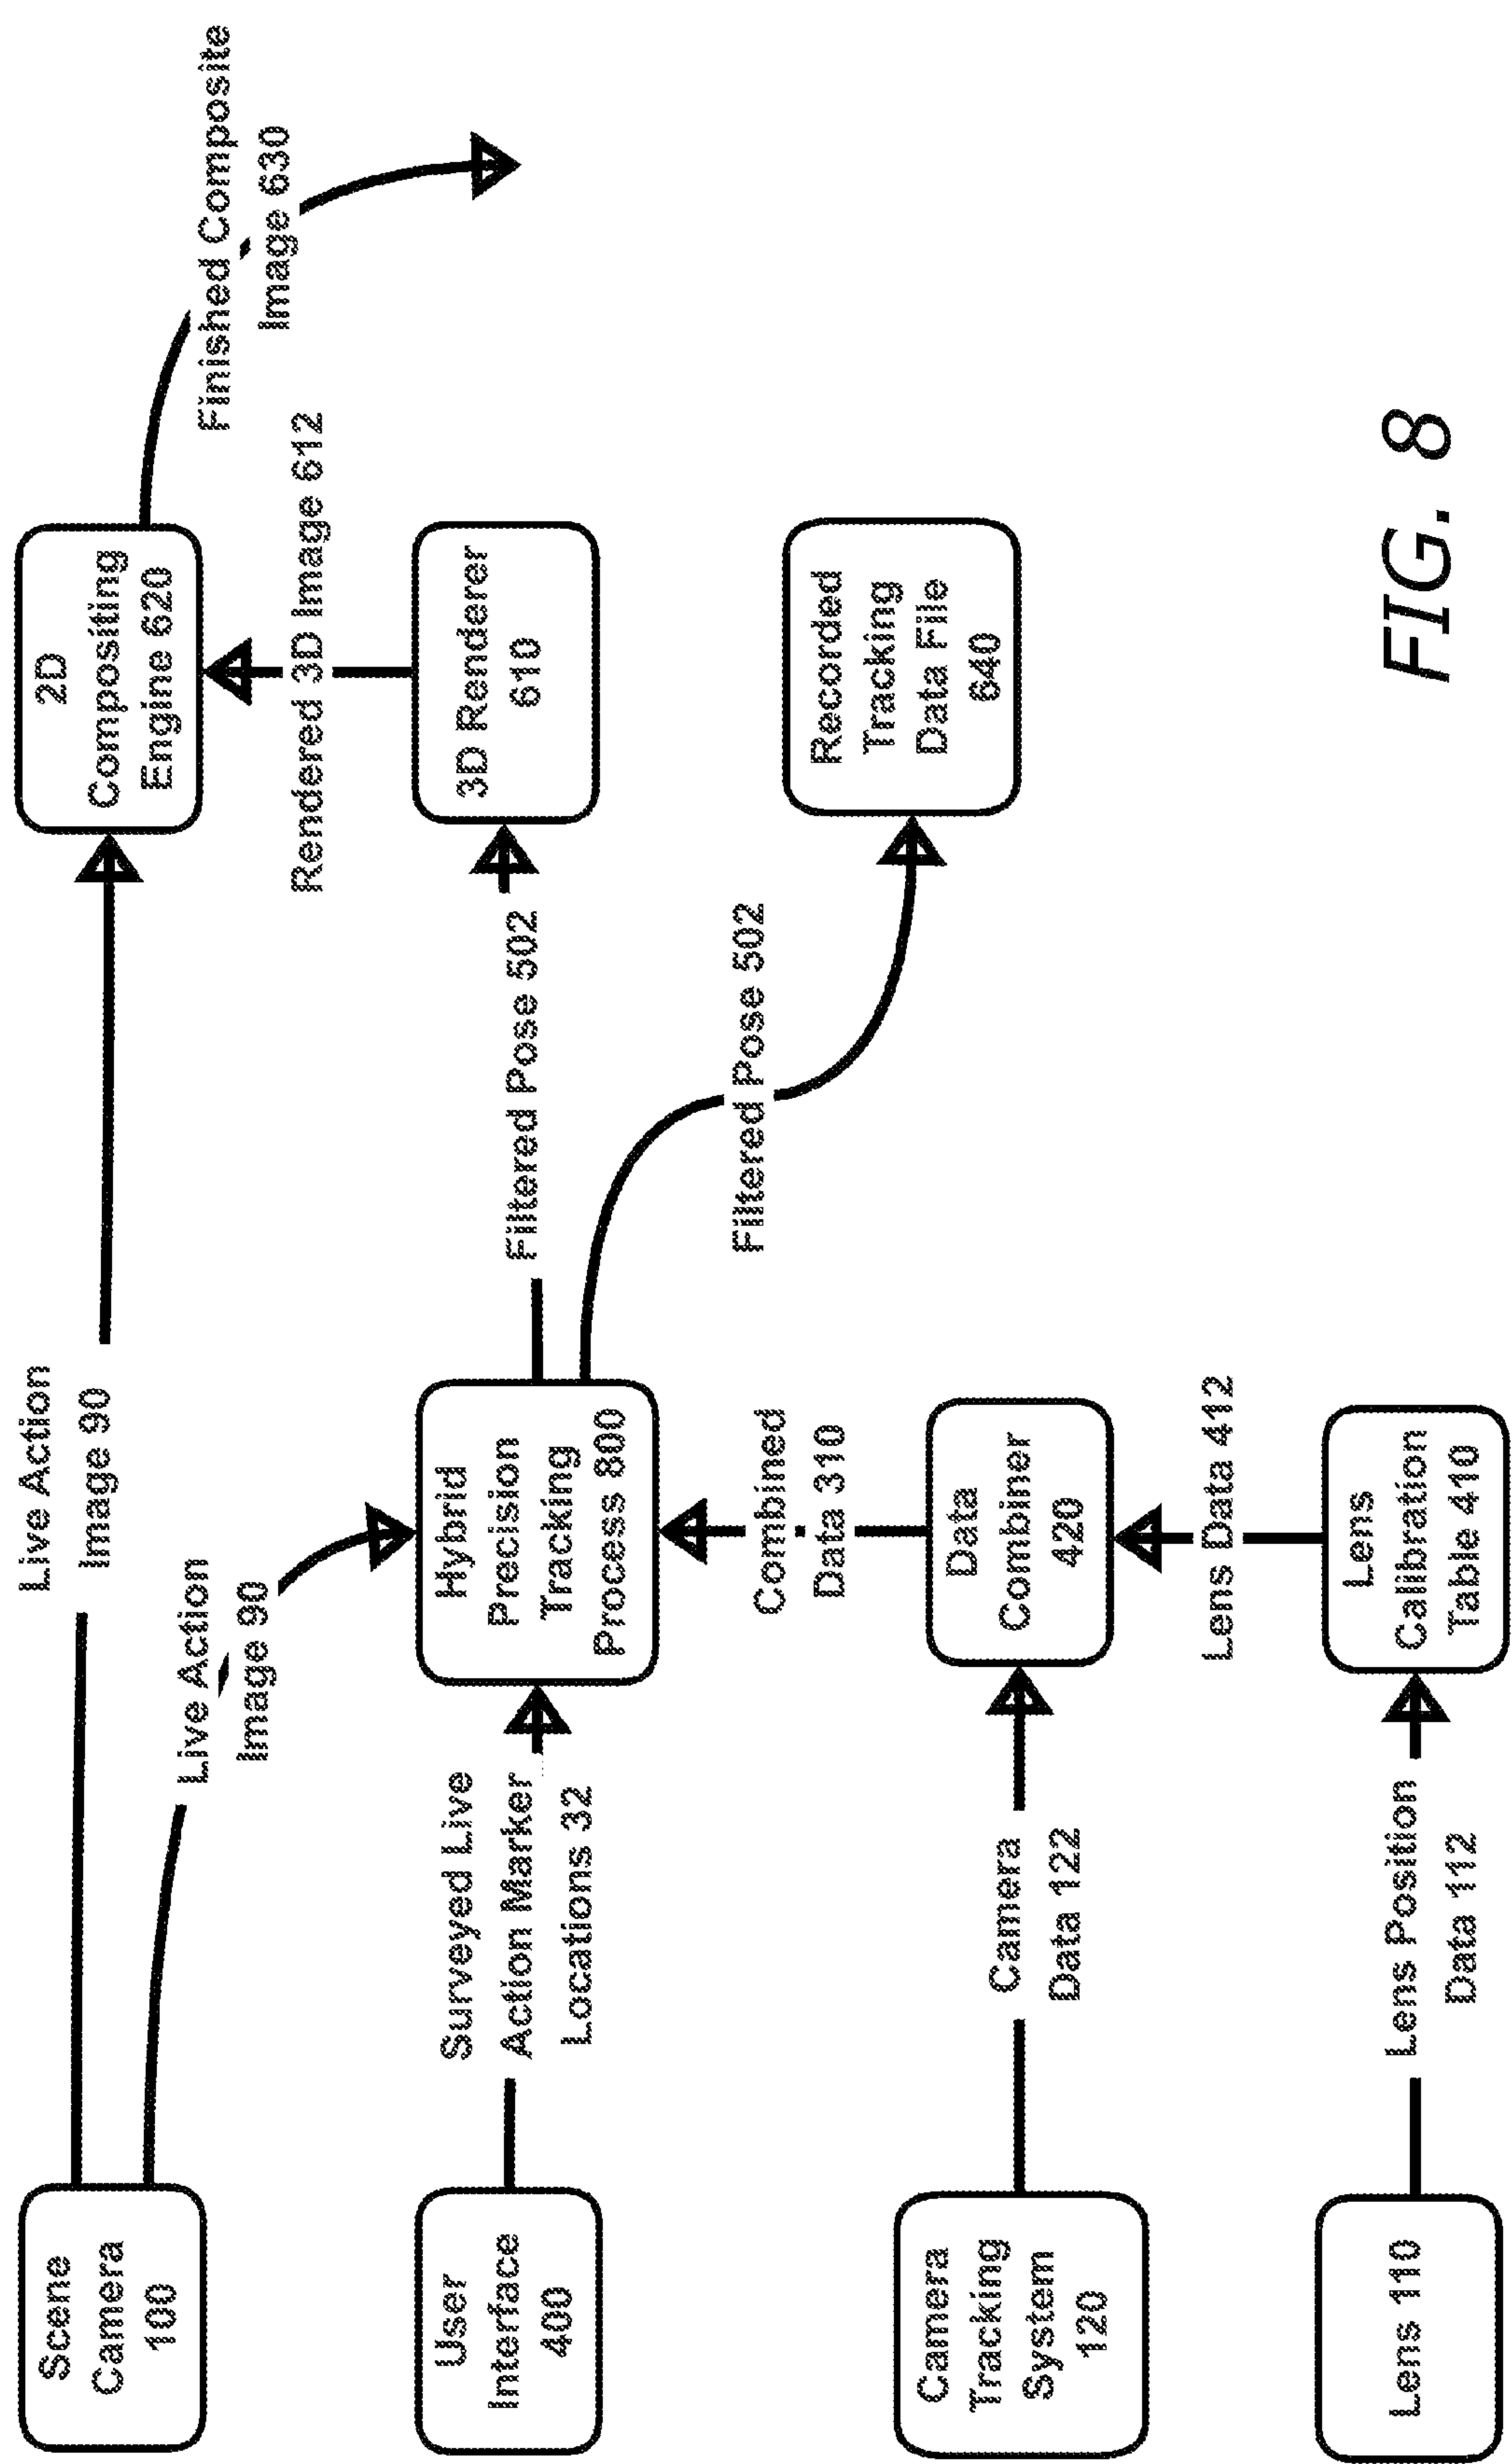 Scene
Camera
100
Live Action
Image 90
Live Action
Image 90
2D
Compositing
Engine 620
Finished Composite
Image 630
Rendered 3D Image 612
User
Interface
400
Surveyed Live
Action Marker
Locations 32
Hybrid
Precision
Tracking
Process 800
Filtered Pose 502
3D Renderer
610
Filtered Pose 502
Recorded
Tracking
Data File
640
Combined
Data 310
Camera
Tracking
System
120
Camera
Data 122
Data
Combiner
420
Lens Data 412
Lens 110
Lens Position
Data 112
Lens
Calibration
Table 410
FIG. 8